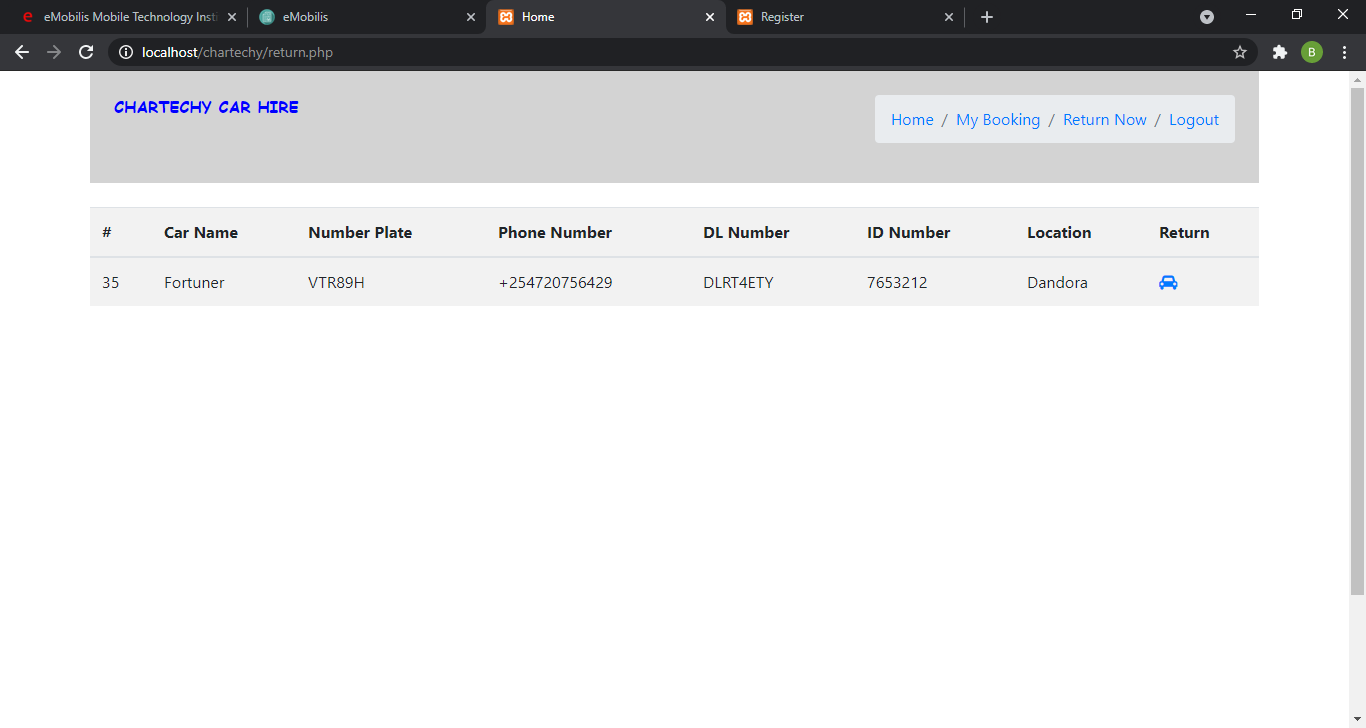 eMobilis Mobile Technology Insti
eMobilis
Home
Register
B
localhost/chartechy/return.php
CHARTECHY CAR HIRE
Home / My Booking / Return Now / Logout
# Car Name Number Plate Phone Number DL Number ID Number Location Return
35 Fortuner VTR89H +254720756429 DLRT4ETY 7653212 Dandora